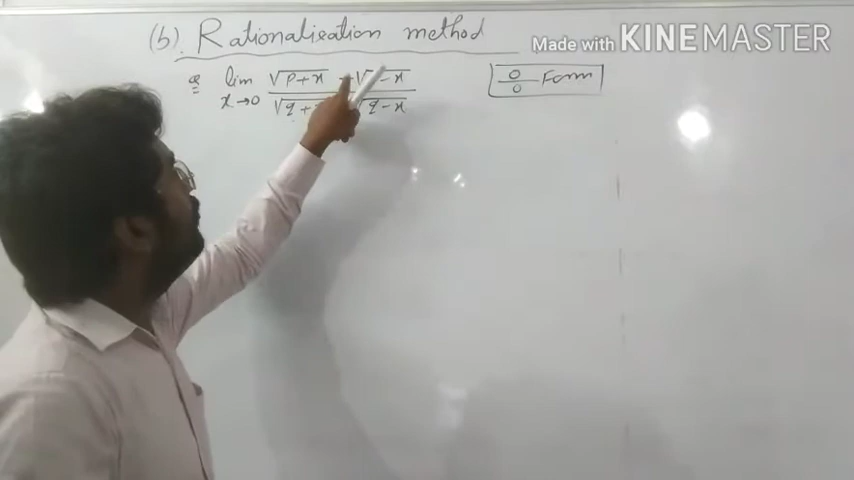 (b) Rationalisation method
Made with KINEMASTER
Q lim x→0 √p+x - √ -x / √q+ √q-x
0/0 Form